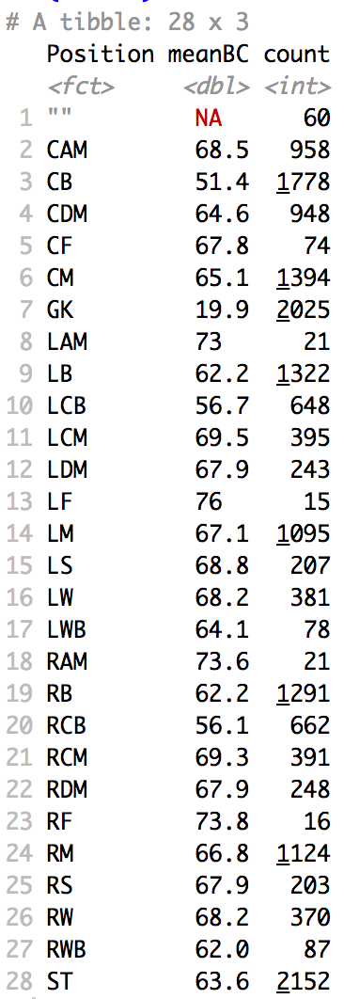 # A tibble: 28 x 3
Position meanBC count
<fct> <dbl> <int>
1 "" NA 60
2 CAM 68.5 958
3 CB 51.4 1778
4 CDM 64.6 948
5 CF 67.8 74
6 CM 65.1 1394
7 GK 19.9 2025
8 LAM 73 21
9 LB 62.2 1322
10 LCB 56.7 648
11 LCM 69.5 395
12 LDM 67.9 243
13 LF 76 15
14 LM 67.1 1095
15 LS 68.8 207
16 LW 68.2 381
17 LWB 64.1 78
18 RAM 73.6 21
19 RB 62.2 1291
20 RCB 56.1 662
21 RCM 69.3 391
22 RDM 67.9 248
23 RF 73.8 16
24 RM 66.8 1124
25 RS 67.9 203
26 RW 68.2 370
27 RWB 62.0 87
28 ST 63.6 2152